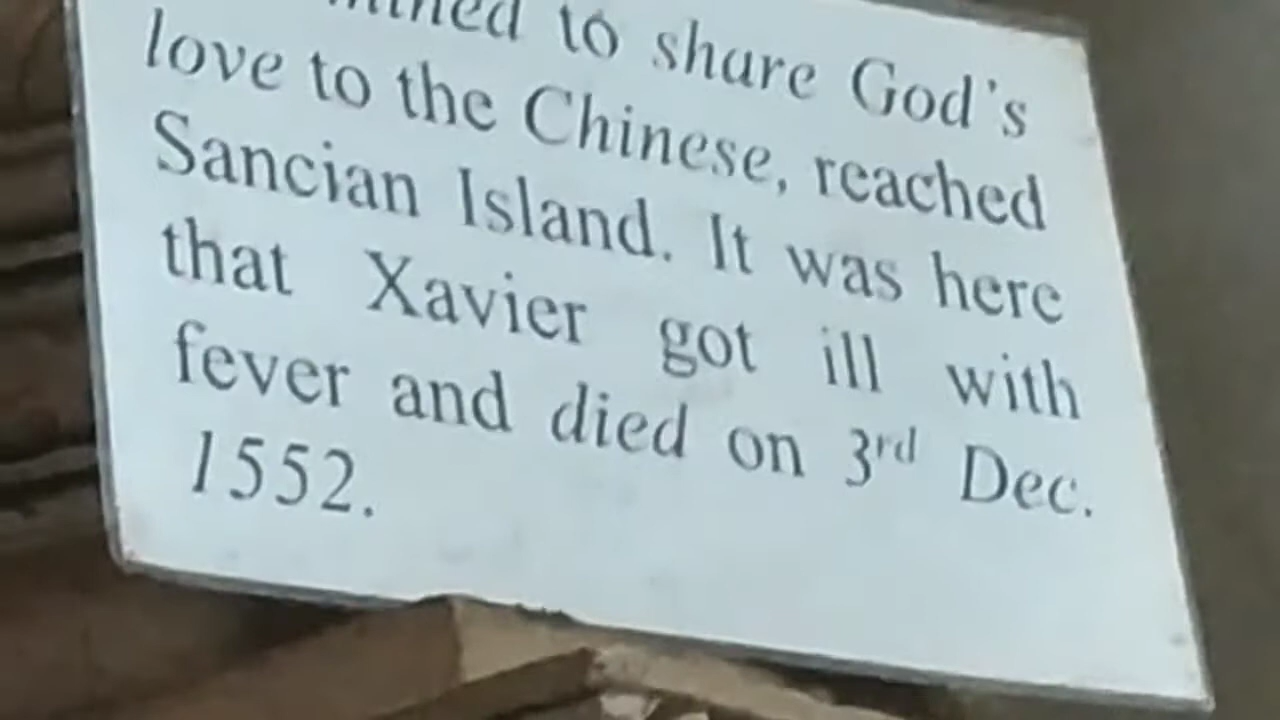 to share God's
love to the Chinese, reached
Sancian Island. It was here
that Xavier got ill with
fever and died on 3rd Dec.
1552.